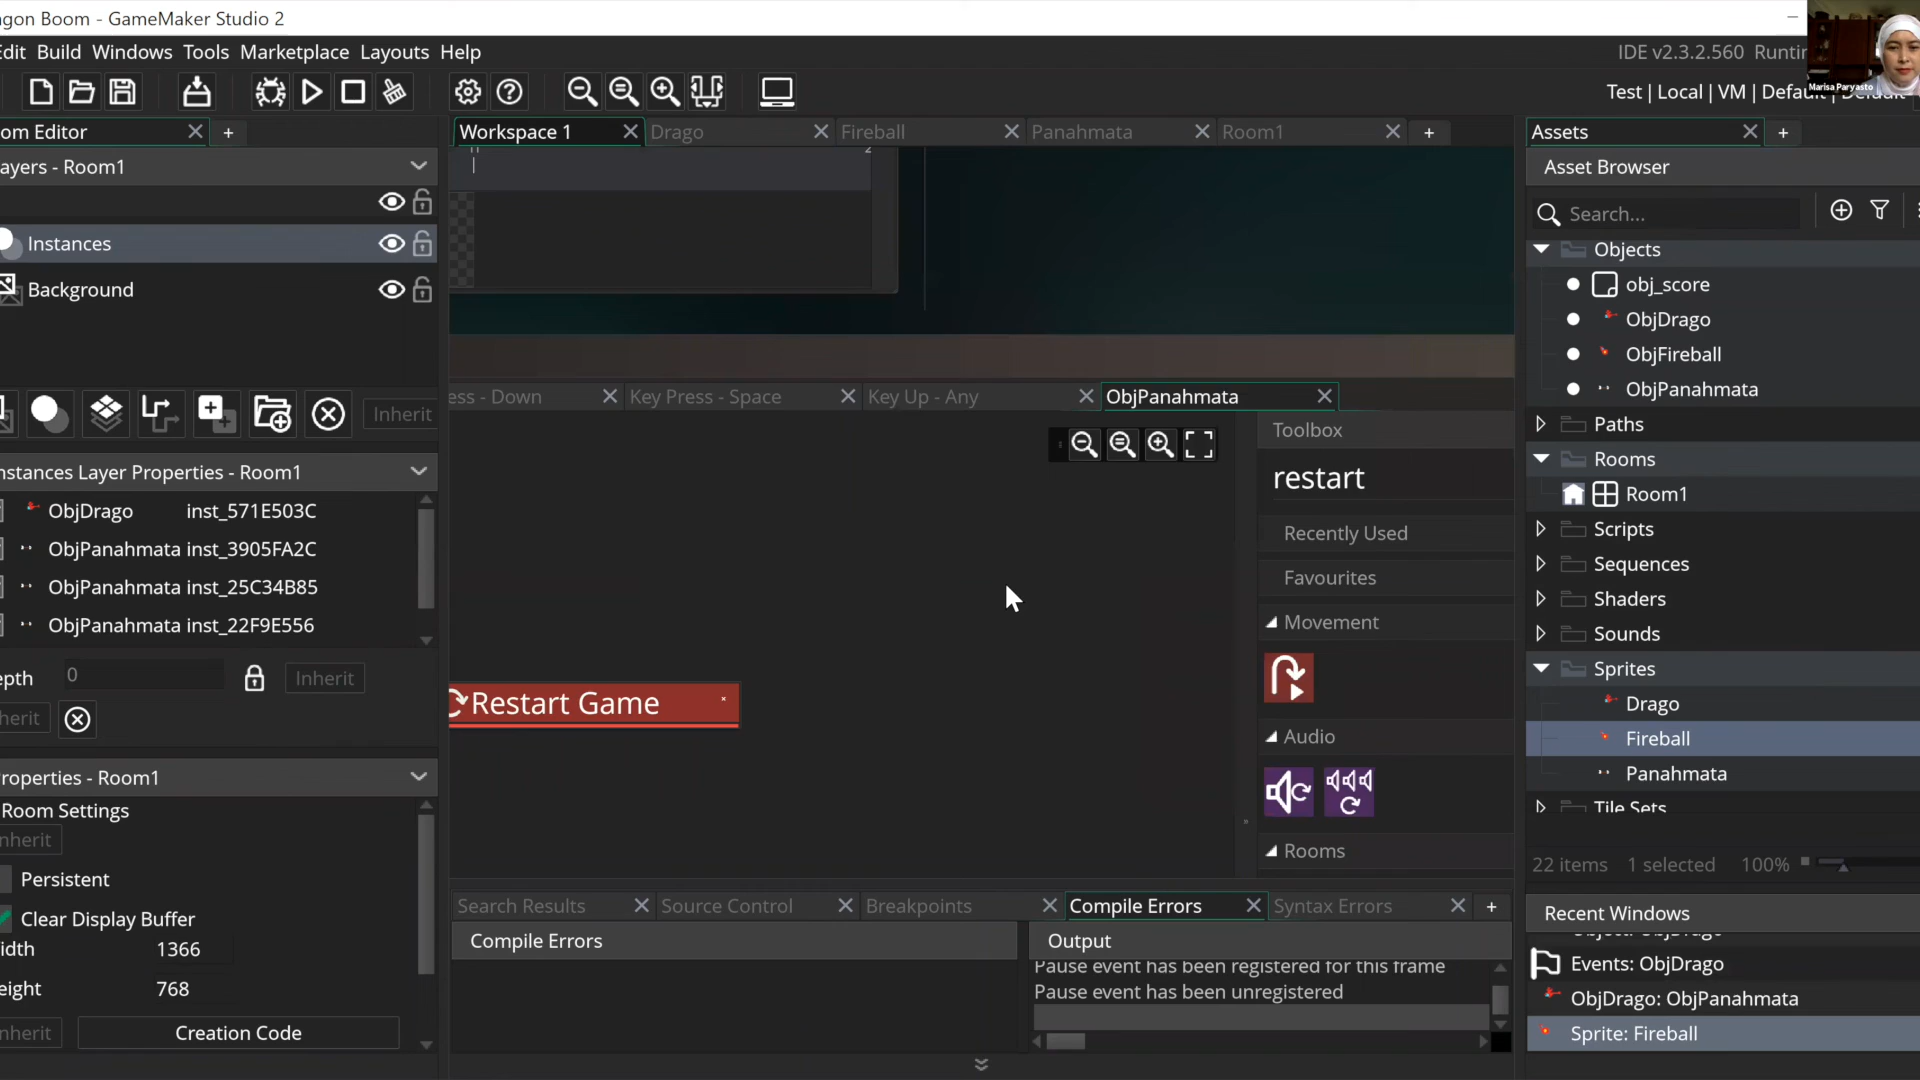 gon Boom - GameMaker Studio 2
Edit Build Windows Tools Marketplace Layouts Help
IDE v2.3.2.560 Runtin
Marisa Paryasto
Test | Local | VM | Default | Default
om Editor
Workspace 1
Drago
Fireball
Panahmata
Room1
Assets
ayers - Room1
2
Asset Browser
Search...
Instances
Background
Objects
obj_score
ObjDrago
ObjFireball
ObjPanahmata
Paths
Rooms
Room1
Scripts
Sequences
Shaders
Sounds
Sprites
Drago
Fireball
Panahmata
Tile Sets
22 items 1 selected 100%
Recent Windows
Object: ObjDrago
Events: ObjDrago
ObjDrago: ObjPanahmata
Sprite: Fireball
ess - Down
Key Press - Space
Key Up - Any
ObjPanahmata
Inherit
Toolbox
restart
Recently Used
Favourites
Movement
Audio
Rooms
Restart Game
nstances Layer Properties - Room1
ObjDrago inst_571E503C
ObjPanahmata inst_3905FA2C
ObjPanahmata inst_25C34B85
ObjPanahmata inst_22F9E556
epth 0 Inherit
herit
roperties - Room1
Room Settings
nherit
Persistent
Clear Display Buffer
idth 1366
eight 768
nherit
Creation Code
Search Results
Source Control
Breakpoints
Compile Errors
Syntax Errors
Compile Errors
Output
Pause event has been registered for this frame
Pause event has been unregistered